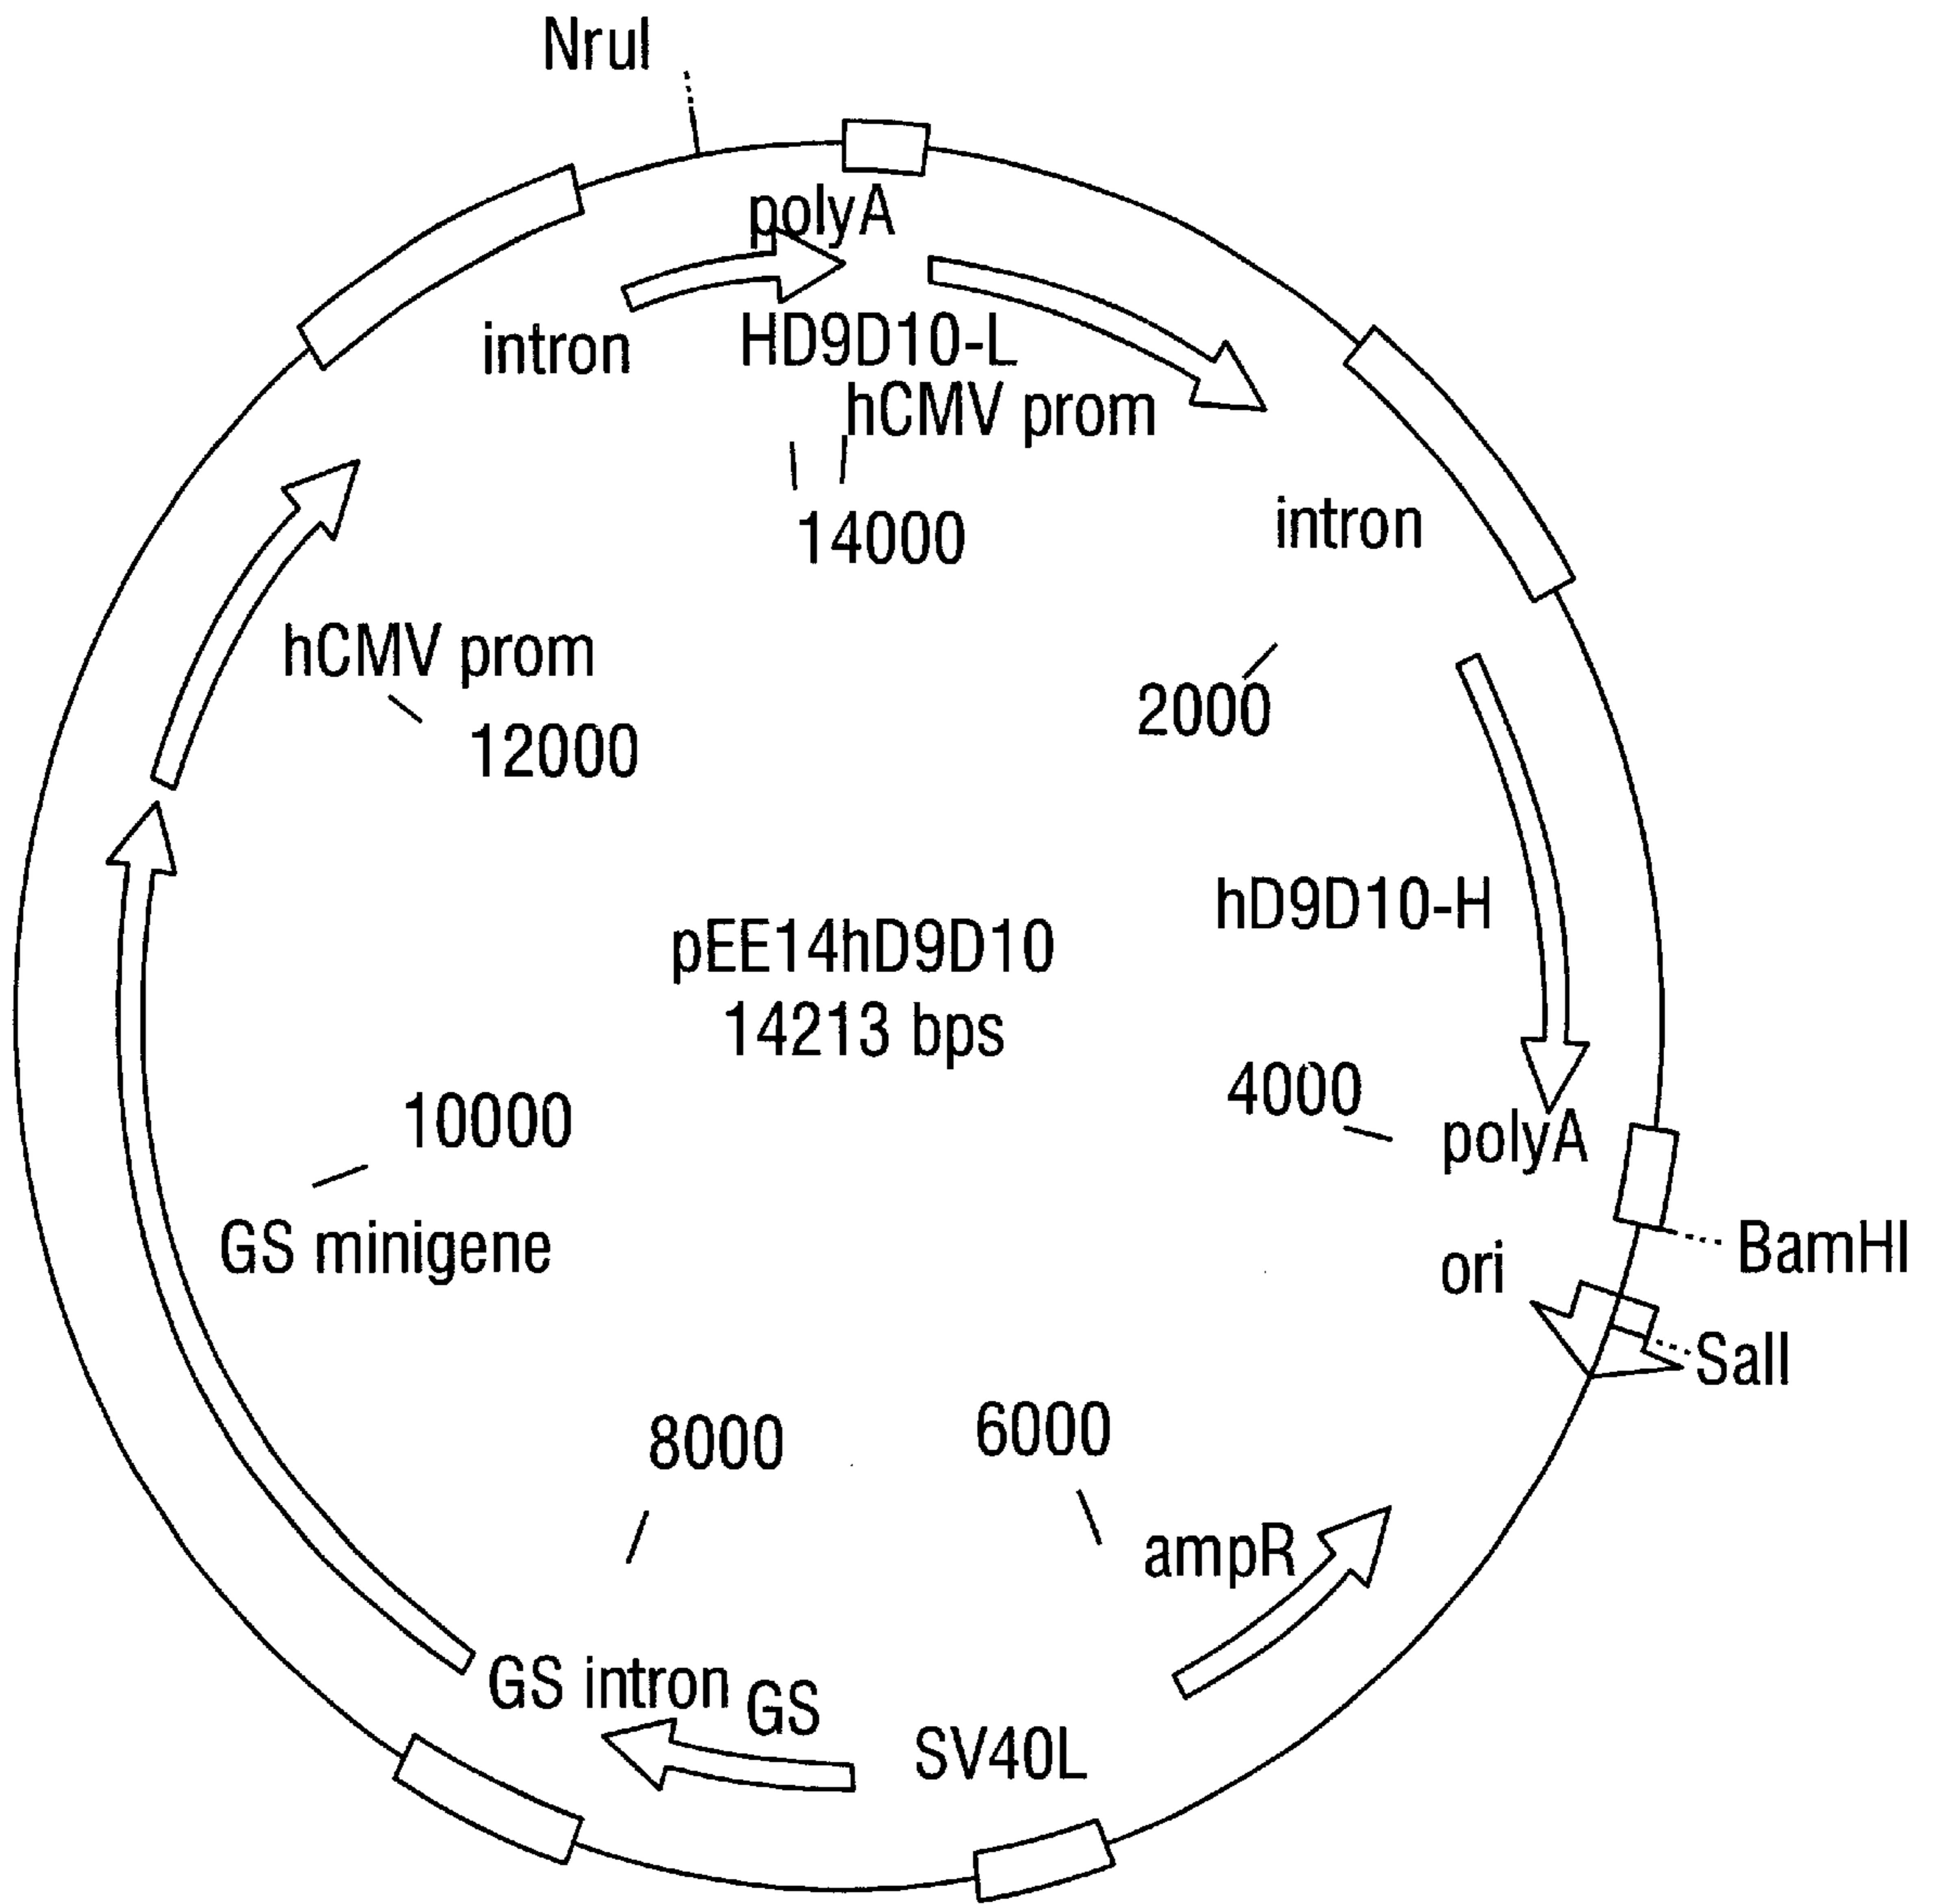 NruI
polyA
intron
HD9D10-L
hCMV prom
14000
intron
hCMV prom
12000
2000
hD9D10-H
pEE14hD9D10
14213 bps
4000
polyA
10000
GS minigene
BamHI
ori
SalI
8000
6000
ampR
GS intron
GS
SV40L